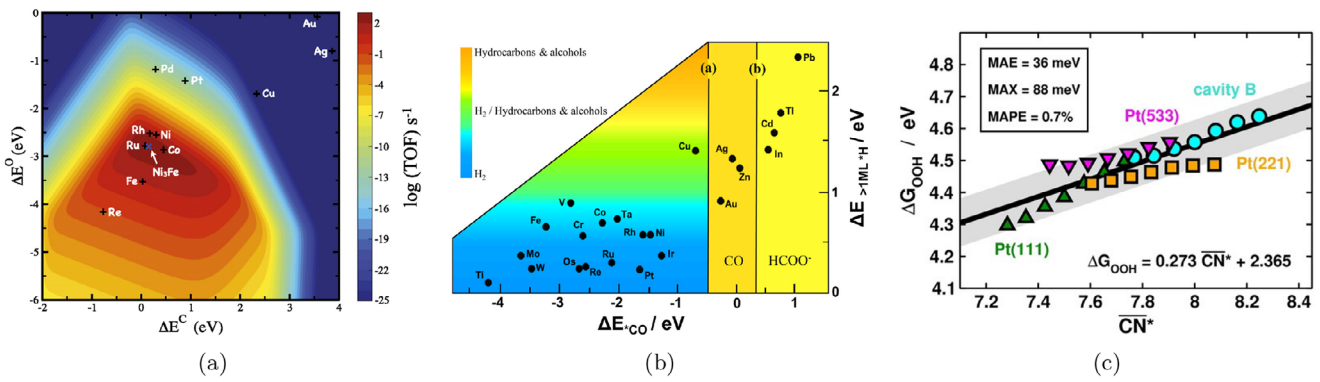 0
-1
-2
-3
-4
-5
-6
ΔE^O (eV)
-2
-1
0
1
2
3
4
ΔE^C (eV)
Au
Ag
Pd
Pt
Cu
Rh
Ni
Ru
Co
Ni₃Fe
Fe
Re
2
-1
-4
-7
-10
-13
-16
-19
-22
-25
log (TOF) s⁻¹
(a)
Hydrocarbons & alcohols
H₂ / Hydrocarbons & alcohols
H₂
(a)
(b)
Pb
Tl
Cd
In
Cu
Ag
Zn
Au
V
Fe
Co
Ta
Cr
Rh
Ni
Mo
W
Os
Re
Ru
Ir
Pt
Ti
CO
HCOO⁻
2
1
0
ΔE>1ML *H / eV
-4
-3
-2
-1
0
1
ΔE*CO / eV
(b)
MAE = 36 meV
MAX = 88 meV
MAPE = 0.7%
cavity B
Pt(533)
Pt(221)
Pt(111)
ΔG_OOH = 0.273 C̅N̅* + 2.365
4.8
4.7
4.6
4.5
4.4
4.3
4.2
4.1
ΔG_OOH / eV
7.2
7.4
7.6
7.8
8.0
8.2
8.4
C̅N̅*
(c)